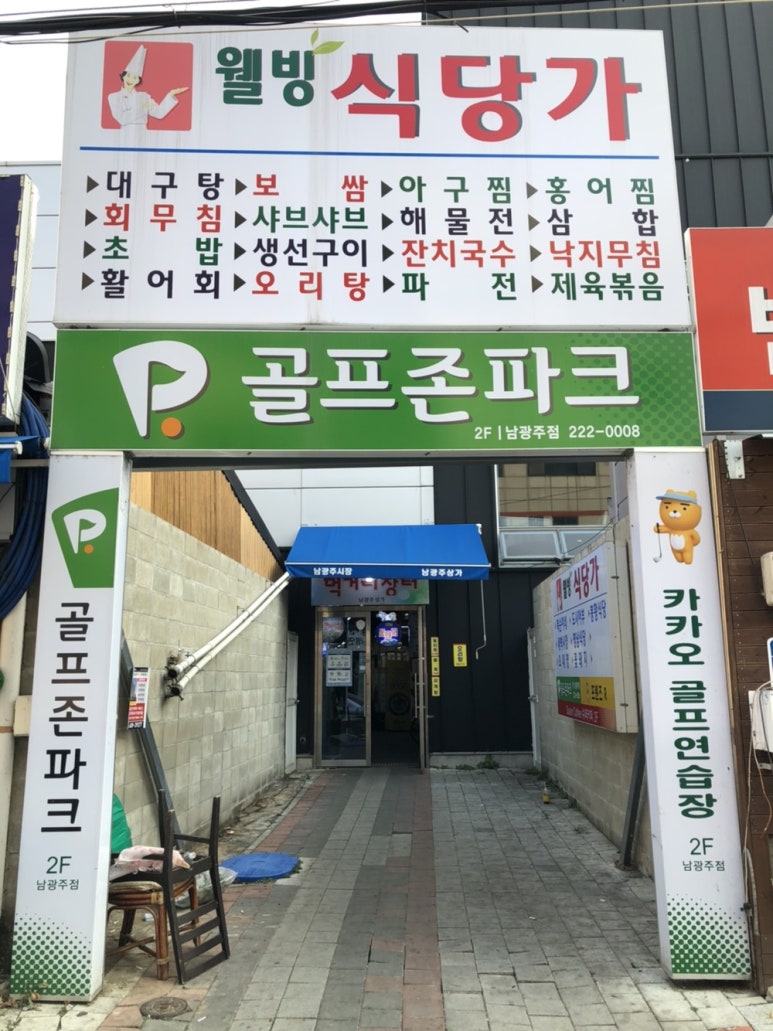 웰빙 식당가
▶대구탕 ▶보쌈 ▶아구찜 ▶홍어찜
▶회무침 ▶샤브샤브 ▶해물전 ▶삼합
▶초밥 ▶생선구이 ▶잔치국수 ▶낙지무침
▶활어회 ▶오리탕 ▶파전 ▶제육볶음
P 골프존파크
2F | 남광주점 222-0008
P
골프존파크
2F
남광주점
남광주시장 남광주상가
먹거리장터
남광주상가
웰빙 식당가
카카오 골프연습장
2F
남광주점